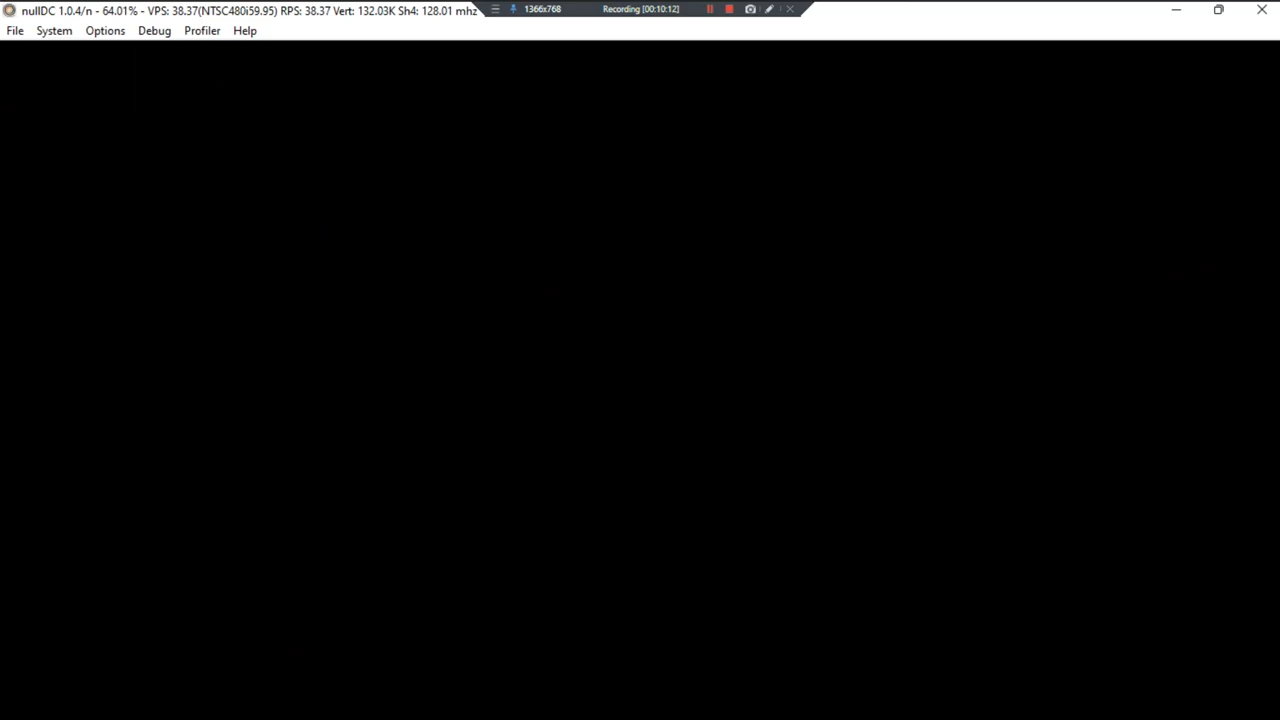 nullDC 1.0.4/n - 64.01% - VPS: 38.37(NTSC480i59.95) RPS: 38.37 Vert: 132.03K Sh4: 128.01 mhz
1366x768 Recording [00:10:12]
File System Options Debug Profiler Help